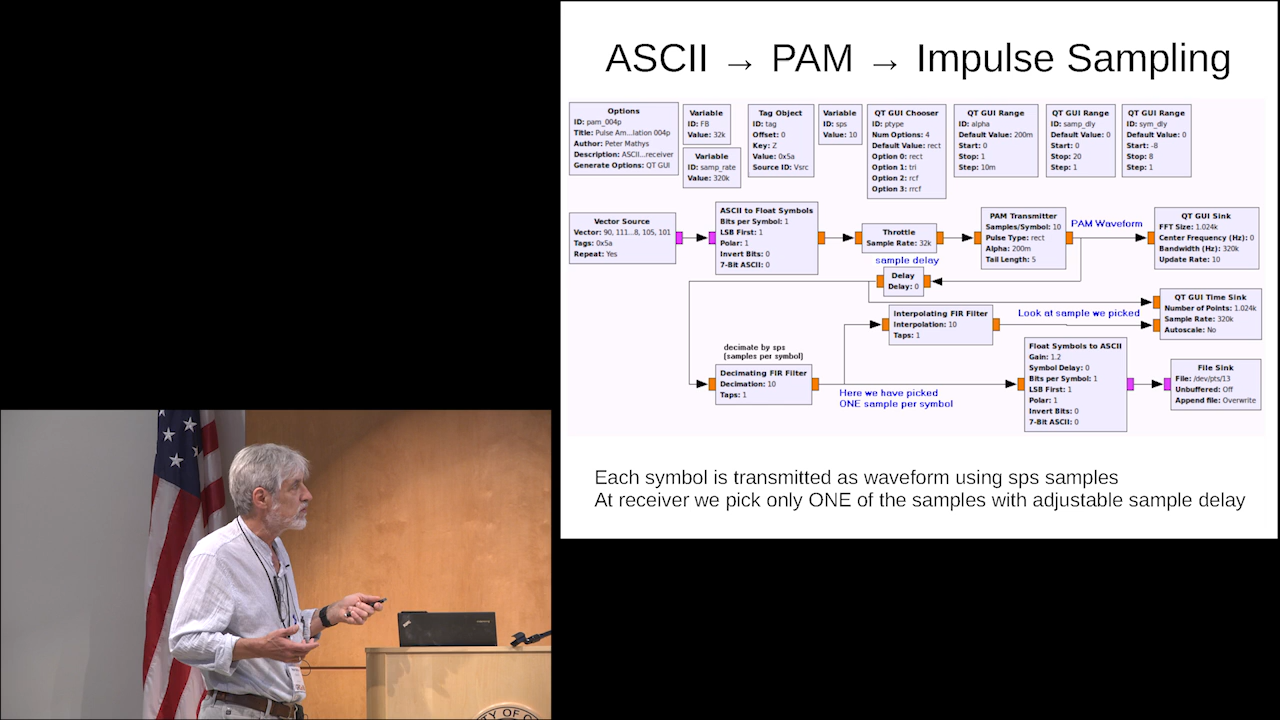 ASCII → PAM → Impulse Sampling
Options
ID: pam_004p
Title: Pulse Am...lation 004p
Author: Peter Mathys
Description: ASCII...receiver
Generate Options: QT GUI
Variable
ID: FB
Value: 32k
Variable
ID: samp_rate
Value: 320k
Tag Object
ID: tag
Offset: 0
Key: Z
Value: 0x5a
Source ID: Vsrc
Variable
ID: sps
Value: 10
QT GUI Chooser
ID: ptype
Num Options: 4
Default Value: rect
Option 0: rect
Option 1: tri
Option 2: rcf
Option 3: rrcf
QT GUI Range
ID: alpha
Default Value: 200m
Start: 0
Stop: 1
Step: 10m
QT GUI Range
ID: samp_dly
Default Value: 0
Start: 0
Stop: 20
Step: 1
QT GUI Range
ID: sym_dly
Default Value: 0
Start: -8
Stop: 8
Step: 1
Vector Source
Vector: 90, 111...8, 105, 101
Tags: 0x5a
Repeat: Yes
ASCII to Float Symbols
Bits per Symbol: 1
LSB First: 1
Polar: 1
Invert Bits: 0
7-Bit ASCII: 0
Throttle
Sample Rate: 32k
PAM Transmitter
Samples/Symbol: 10
Pulse Type: rect
Alpha: 200m
Tail Length: 5
PAM Waveform
QT GUI Sink
FFT Size: 1.024k
Center Frequency (Hz): 0
Bandwidth (Hz): 320k
Update Rate: 10
sample delay
Delay
Delay: 0
QT GUI Time Sink
Number of Points: 1.024k
Sample Rate: 320k
Autoscale: No
Interpolating FIR Filter
Interpolation: 10
Taps: 1
Look at sample we picked
decimate by sps
(samples per symbol)
Decimating FIR Filter
Decimation: 10
Taps: 1
Here we have picked
ONE sample per symbol
Float Symbols to ASCII
Gain: 1.2
Symbol Delay: 0
Bits per Symbol: 1
LSB First: 1
Polar: 1
Invert Bits: 0
7-Bit ASCII: 0
File Sink
File: /dev/pts/13
Unbuffered: Off
Append file: Overwrite
Each symbol is transmitted as waveform using sps samples
At receiver we pick only ONE of the samples with adjustable sample delay